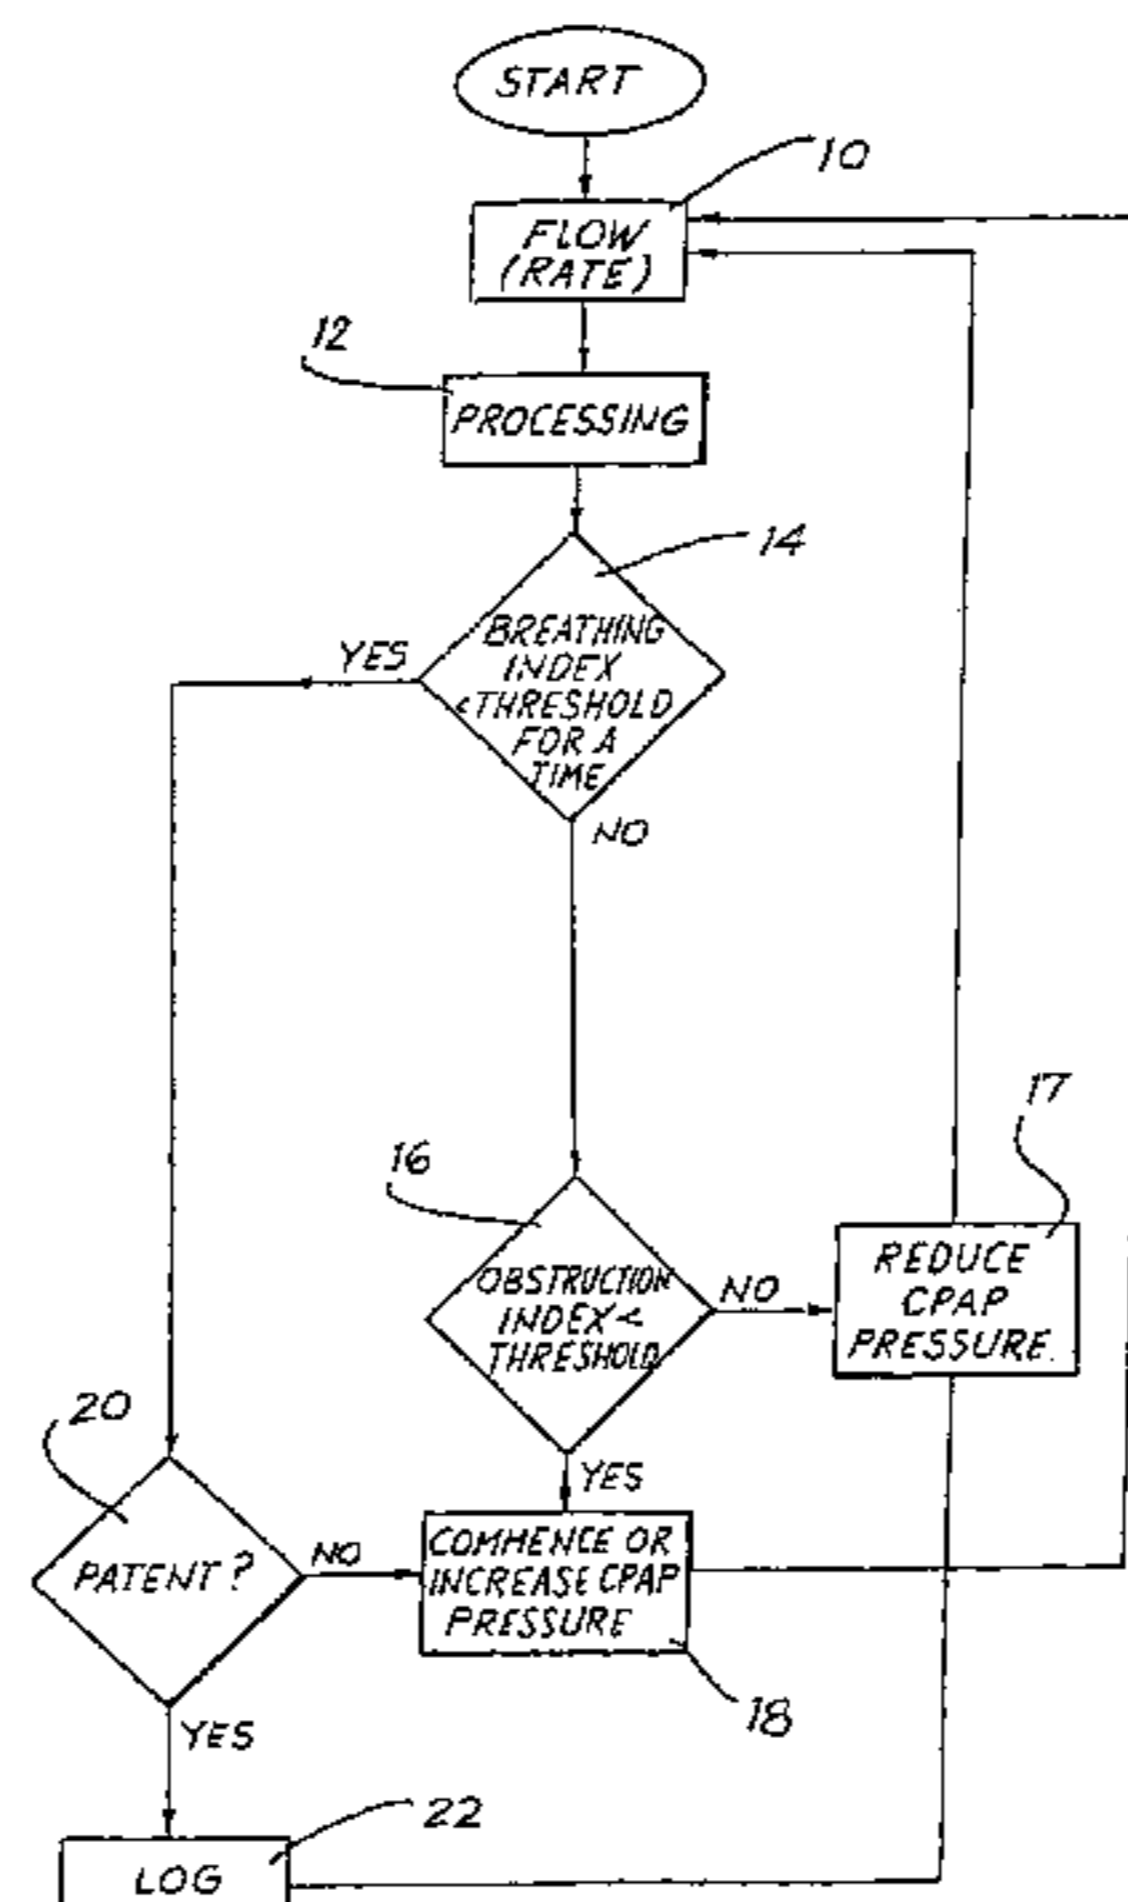 START
10
FLOW
(RATE)
12
PROCESSING
14
BREATHING
INDEX
<THRESHOLD
FOR A
TIME
YES
NO
16
OBSTRUCTION
INDEX <
THRESHOLD
NO
17
REDUCE
CPAP
PRESSURE.
YES
20
PATENT?
NO
COMMENCE OR
INCREASE CPAP
PRESSURE
18
YES
22
LOG